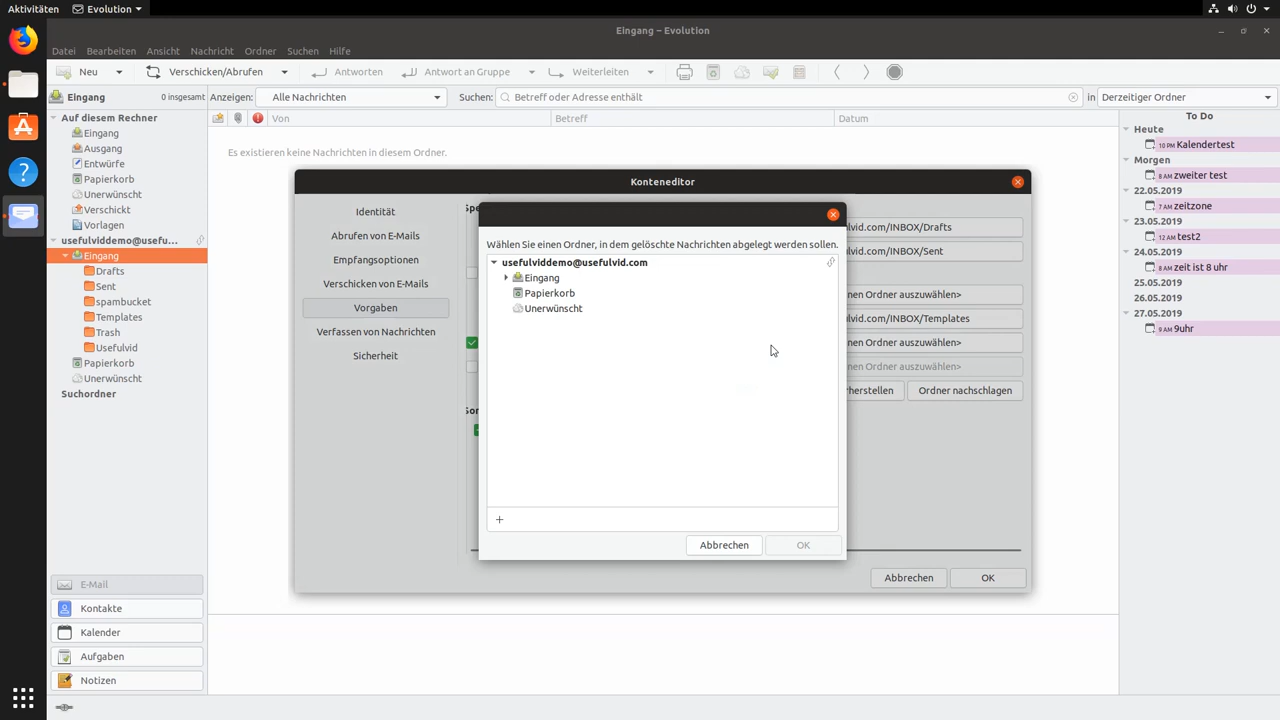 Aktivitäten
Evolution
Eingang – Evolution
Datei Bearbeiten Ansicht Nachricht Ordner Suchen Hilfe
Neu Verschicken/Abrufen Antworten Antwort an Gruppe Weiterleiten
Eingang 0 insgesamt Anzeigen: Alle Nachrichten Suchen: Betreff oder Adresse enthält in Derzeitiger Ordner
Von Betreff Datum
Es existieren keine Nachrichten in diesem Ordner.
Auf diesem Rechner
Eingang
Ausgang
Entwürfe
Papierkorb
Unerwünscht
Verschickt
Vorlagen
usefulviddemo@usefu...
Eingang
Drafts
Sent
spambucket
Templates
Trash
Usefulvid
Papierkorb
Unerwünscht
Suchordner
E-Mail
Kontakte
Kalender
Aufgaben
Notizen
Konteneditor
Identität
Abrufen von E-Mails
Empfangsoptionen
Verschicken von E-Mails
Vorgaben
Verfassen von Nachrichten
Sicherheit
Wählen Sie einen Ordner, in dem gelöschte Nachrichten abgelegt werden sollen.
usefulviddemo@usefulvid.com
Eingang
Papierkorb
Unerwünscht
+
Abbrechen OK
lvid.com/INBOX/Drafts
lvid.com/INBOX/Sent
nen Ordner auszuwählen>
lvid.com/INBOX/Templates
nen Ordner auszuwählen>
nen Ordner auszuwählen>
rherstellen Ordner nachschlagen
Abbrechen OK
To Do
Heute
10 PM Kalendertest
Morgen
8 AM zweiter test
22.05.2019
7 AM zeitzone
23.05.2019
11 AM test2
24.05.2019
8 AM zeit ist 8 uhr
25.05.2019
26.05.2019
27.05.2019
9 AM 9uhr